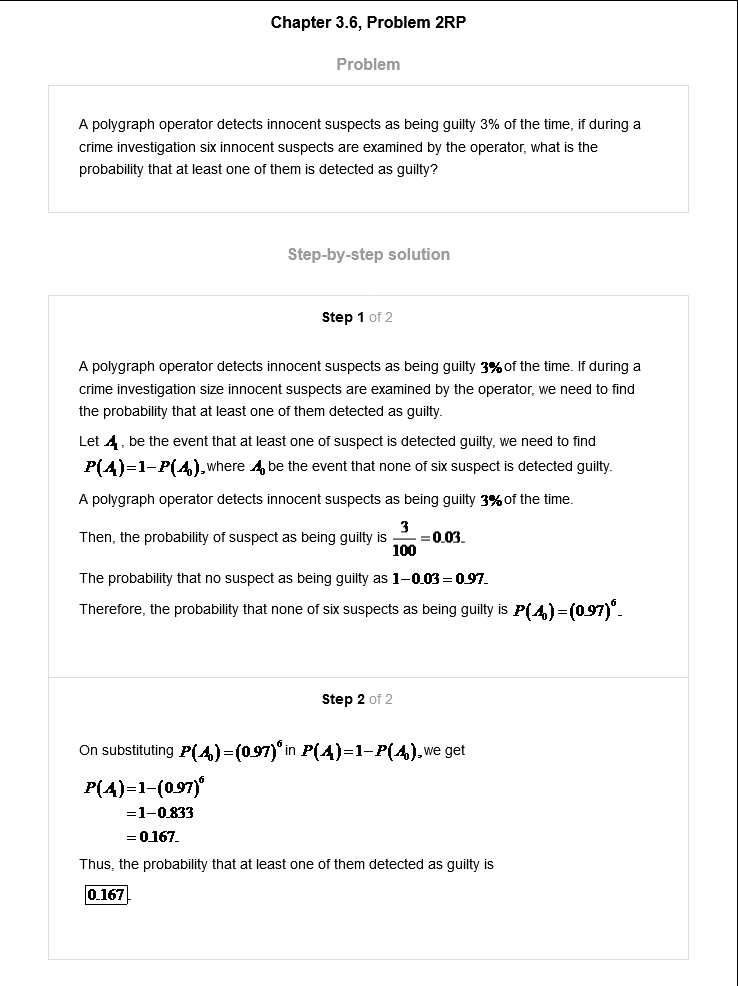 Chapter 3.6, Problem 2RP
Problem
A polygraph operator detects innocent suspects as being guilty 3% of the time, if during a
crime investigation six innocent suspects are examined by the operator, what is the
probability that at least one of them is detected as guilty?
Step-by-step solution
Step 1 of 2
A polygraph operator detects innocent suspects as being guilty 3% of the time. If during a
crime investigation size innocent suspects are examined by the operator, we need to find
the probability that at least one of them detected as guilty.
Let A₁, be the event that at least one of suspect is detected guilty, we need to find
P(A₁)=1−P(A₀), where A₀ be the event that none of six suspect is detected guilty.
A polygraph operator detects innocent suspects as being guilty 3% of the time.
Then, the probability of suspect as being guilty is 3/100 = 0.03.
The probability that no suspect as being guilty as 1−0.03 = 0.97.
Therefore, the probability that none of six suspects as being guilty is P(A₀)=(0.97)⁶.
Step 2 of 2
On substituting P(A₀)=(0.97)⁶ in P(A₁)=1−P(A₀), we get
P(A₁)=1−(0.97)⁶
=1−0.833
= 0.167.
Thus, the probability that at least one of them detected as guilty is
0.167.